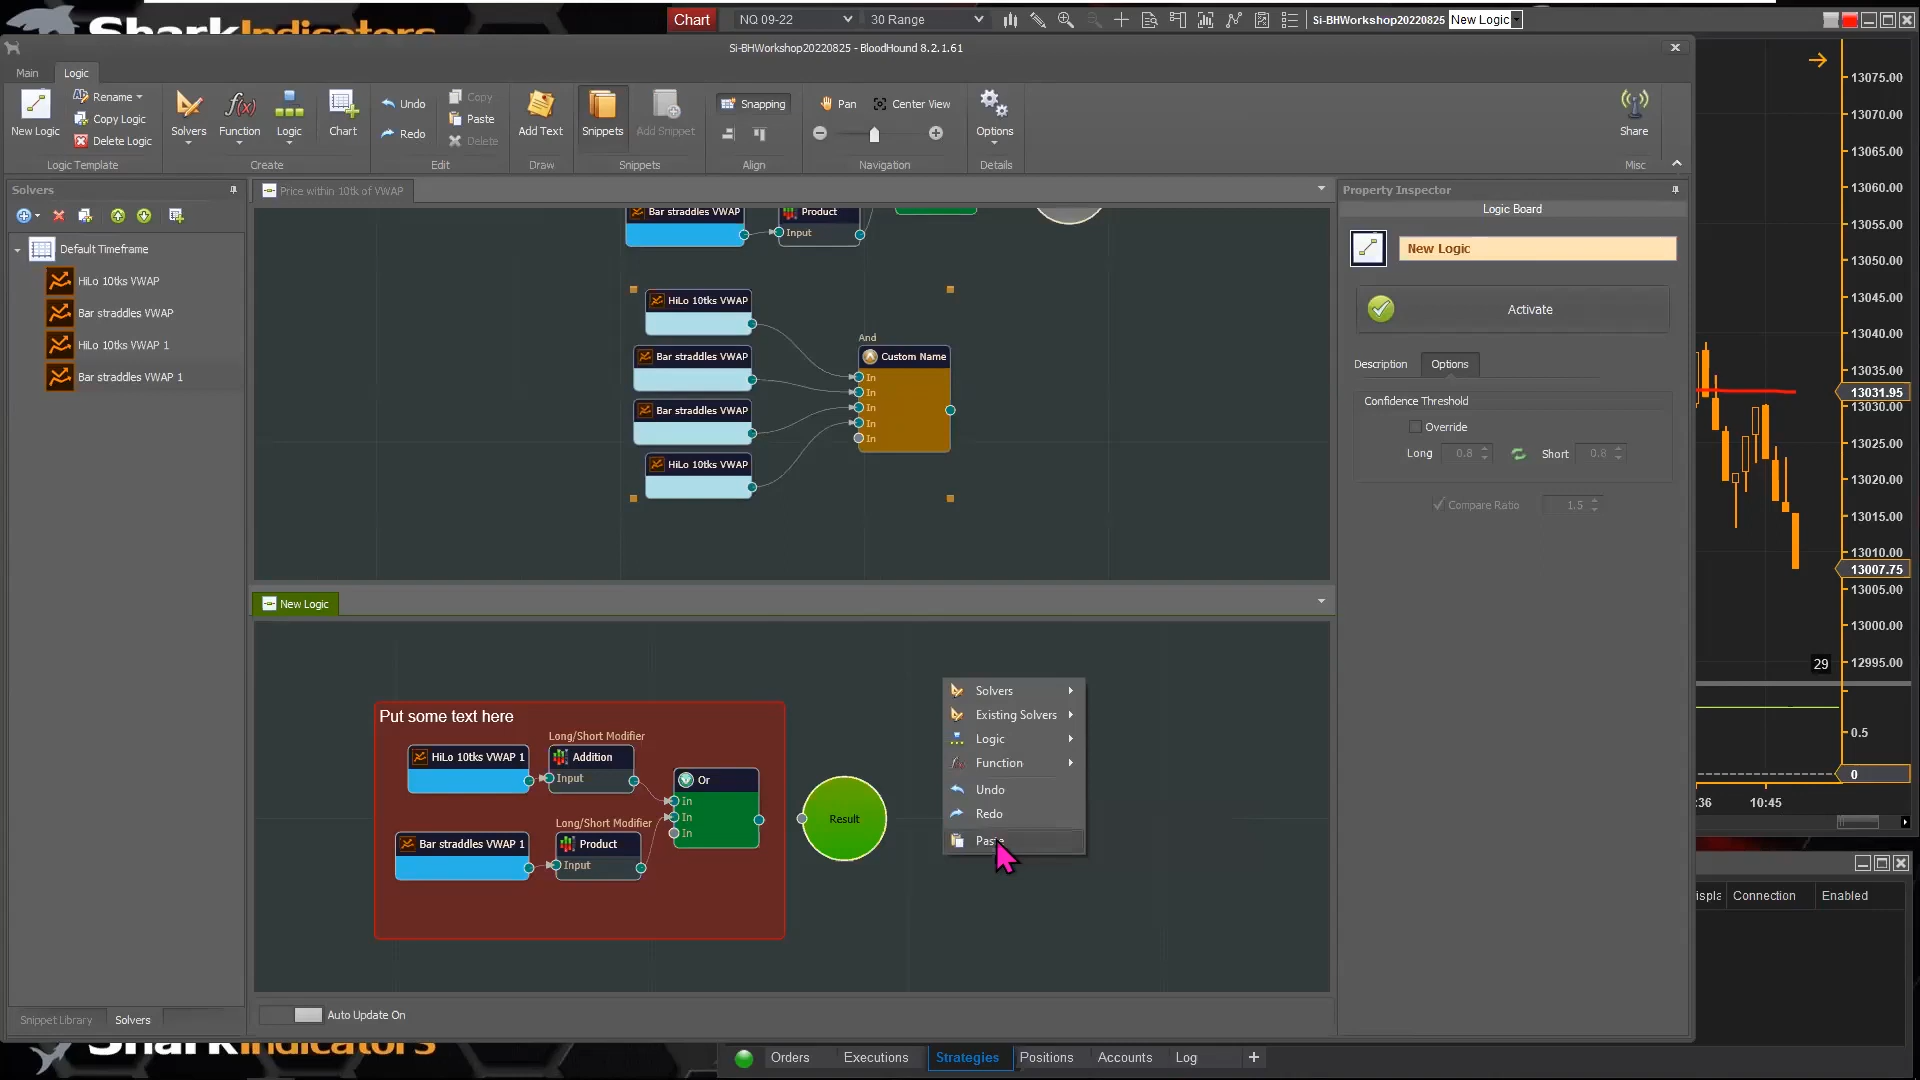 SharkIndicators
Chart
NQ 09-22
30 Range
Si-BHWorkshop20220825
New Logic
Si-BHWorkshop20220825 - BloodHound 8.2.1.61
Main
Logic
New Logic
Rename
Copy Logic
Delete Logic
Logic Template
Solvers
Function
Logic
Chart
Create
Undo
Redo
Copy
Paste
Delete
Edit
Add Text
Draw
Snippets
Add Snippet
Snippets
Snapping
Align
Pan
Center View
Navigation
Options
Details
Share
Misc
Solvers
Default Timeframe
HiLo 10tks VWAP
Bar straddles VWAP
HiLo 10tks VWAP 1
Bar straddles VWAP 1
Snippet Library
Solvers
Price within 10tk of VWAP
Bar straddles VWAP
Product
Input
HiLo 10tks VWAP
Bar straddles VWAP
Bar straddles VWAP
HiLo 10tks VWAP
And
Custom Name
In
In
In
In
In
New Logic
Put some text here
HiLo 10tks VWAP 1
Long/Short Modifier
Addition
Input
Bar straddles VWAP 1
Long/Short Modifier
Product
Input
Or
In
In
In
Result
Solvers
Existing Solvers
Logic
Function
Undo
Redo
Paste
Auto Update On
Property Inspector
Logic Board
New Logic
Activate
Description
Options
Confidence Threshold
Override
Long
0.8
Short
0.8
Compare Ratio
1.5
13075.00
13070.00
13065.00
13060.00
13055.00
13050.00
13045.00
13040.00
13035.00
13031.95
13030.00
13025.00
13020.00
13015.00
13010.00
13007.75
13005.00
13000.00
29
12995.00
0.5
0
:36
10:45
ispla
Connection
Enabled
SharkIndicators
Orders
Executions
Strategies
Positions
Accounts
Log
+